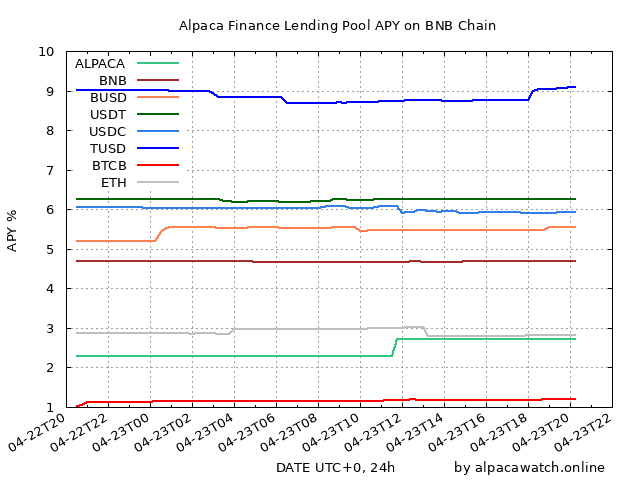 Alpaca Finance Lending Pool APY on BNB Chain
10
9
8
7
6
5
4
3
2
1
APY %
ALPACA
BNB
BUSD
USDT
USDC
TUSD
BTCB
ETH
04-22T20
04-22T22
04-23T00
04-23T02
04-23T04
04-23T06
04-23T08
04-23T10
04-23T12
04-23T14
04-23T16
04-23T18
04-23T20
04-23T22
DATE UTC+0, 24h
by alpacawatch.online